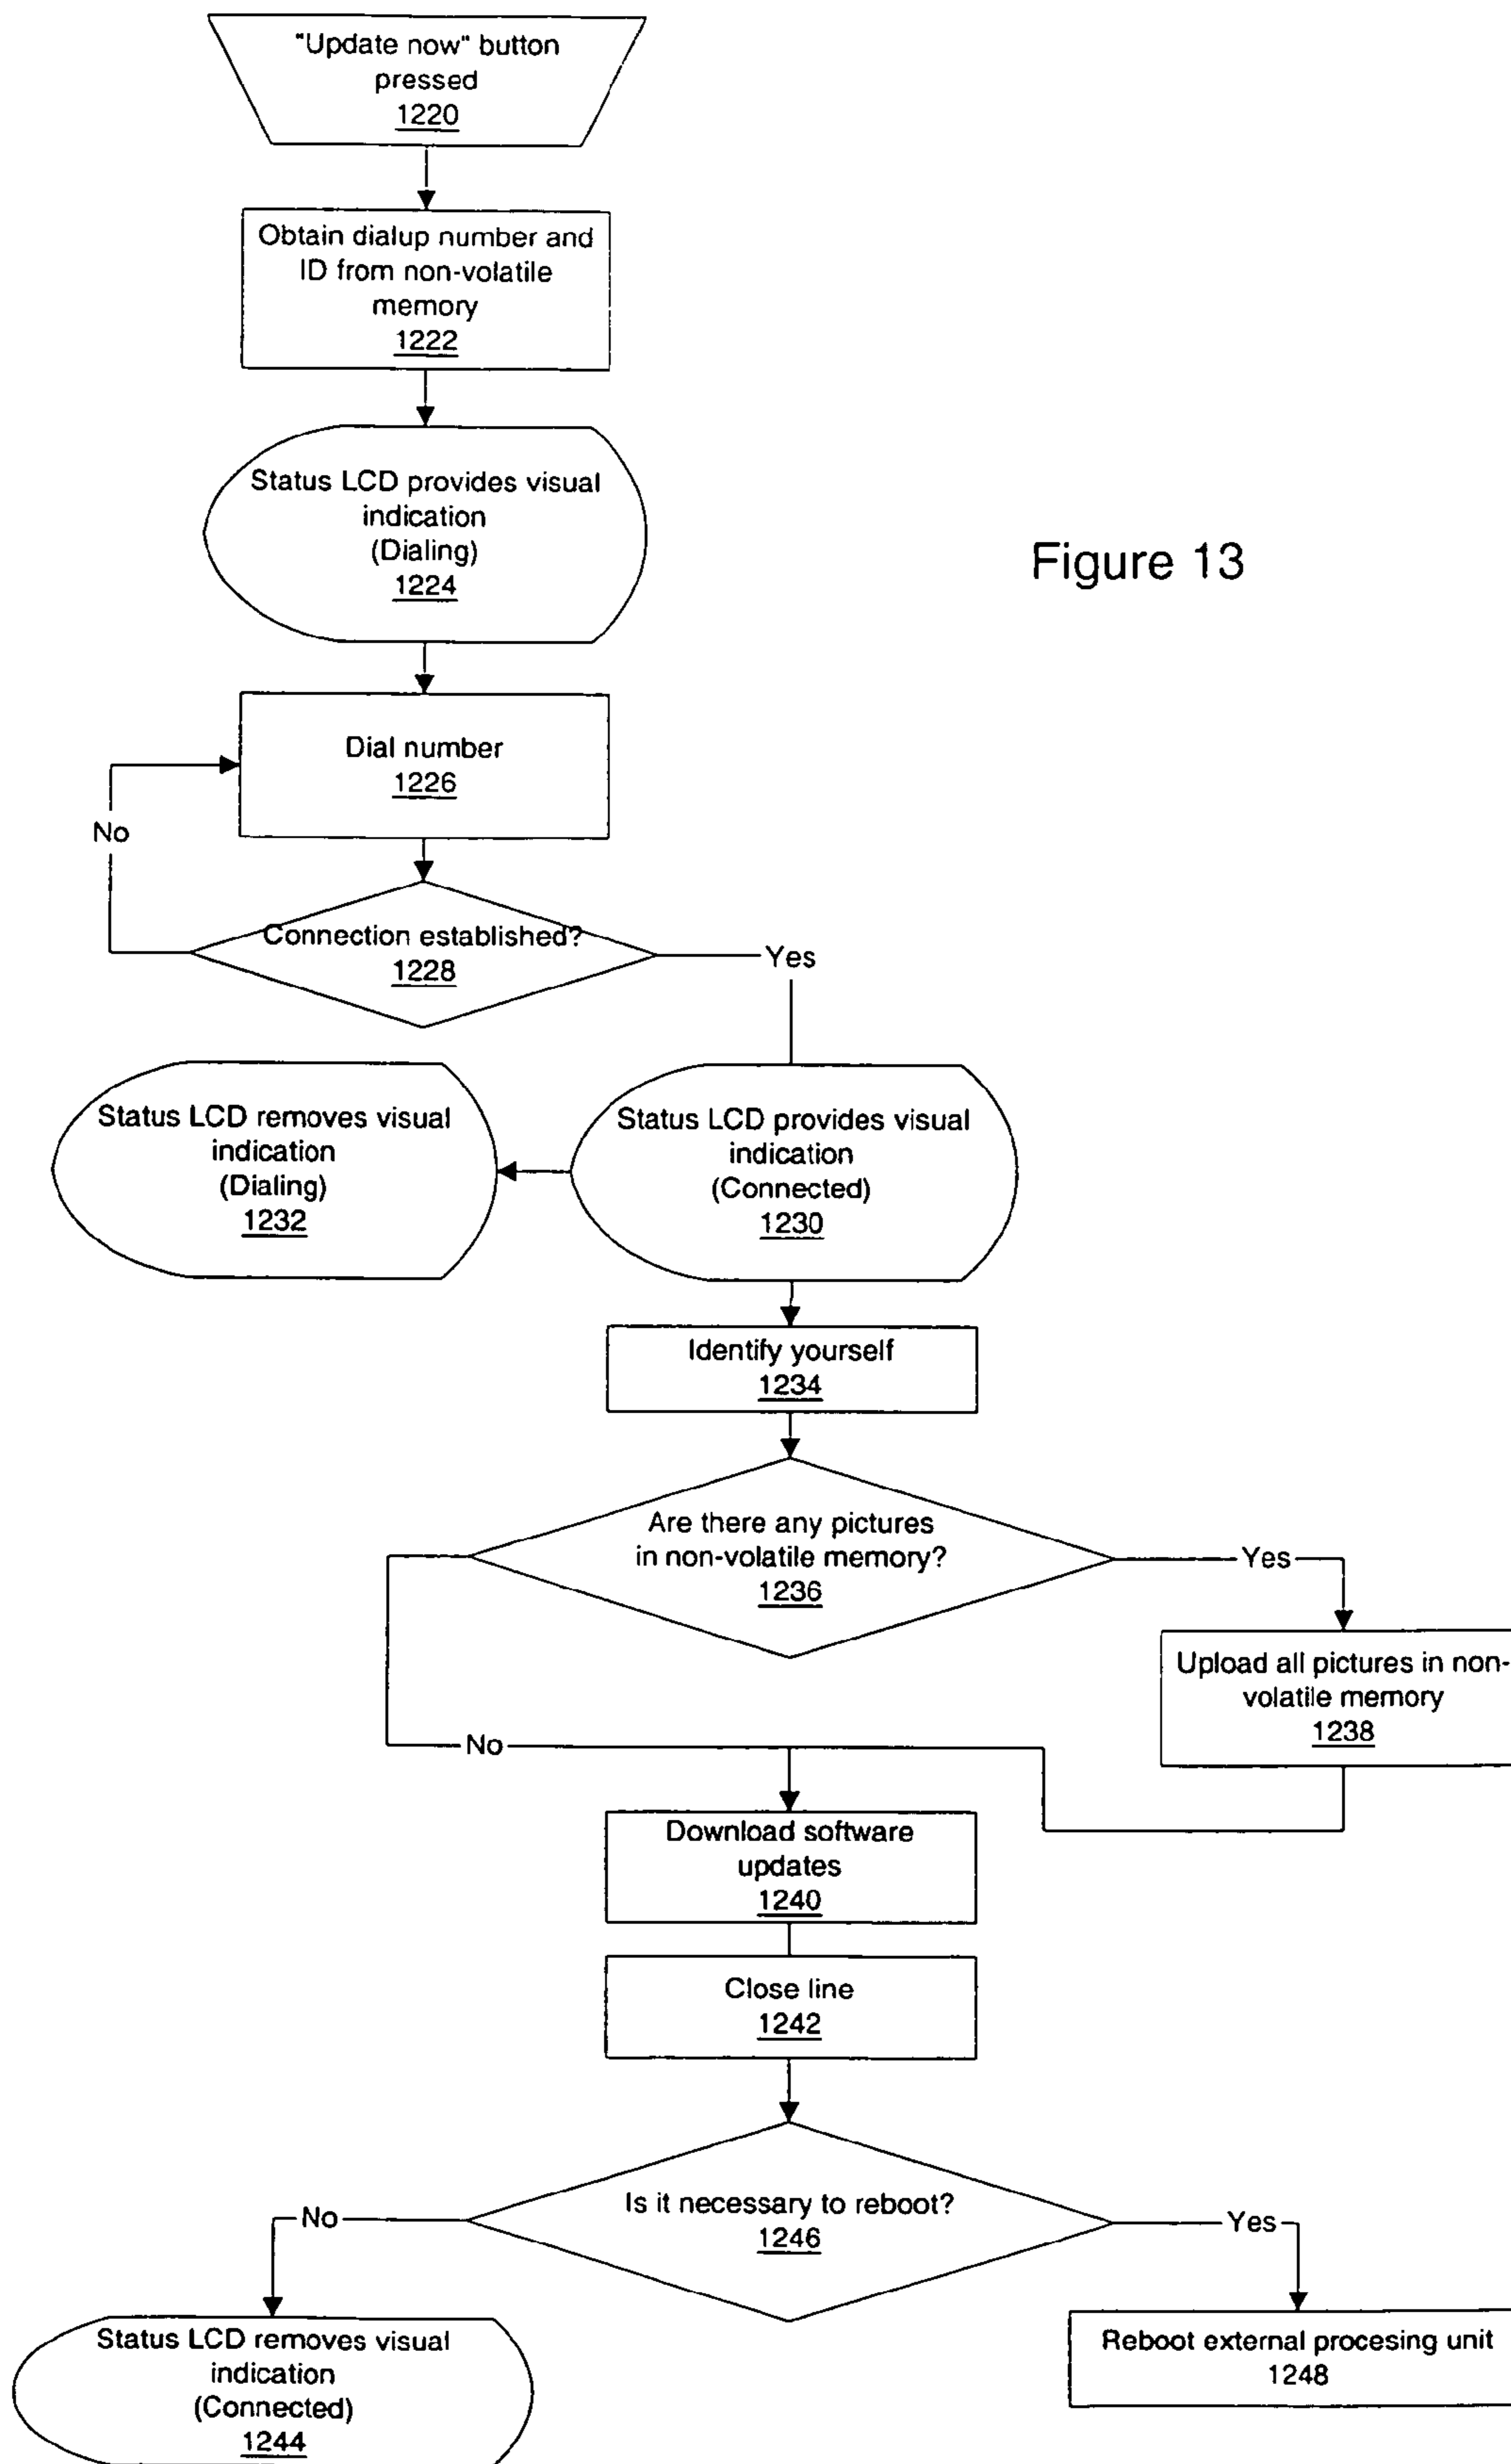 "Update now" button
pressed
1220
Obtain dialup number and
ID from non-volatile
memory
1222
Status LCD provides visual
indication
(Dialing)
1224
Figure 13
Dial number
1226
No
Connection established?
1228
Yes
Status LCD removes visual
indication
(Dialing)
1232
Status LCD provides visual
indication
(Connected)
1230
Identify yourself
1234
Are there any pictures
in non-volatile memory?
1236
Yes
Upload all pictures in non-
volatile memory
1238
No
Download software
updates
1240
Close line
1242
Is it necessary to reboot?
1246
No
Yes
Status LCD removes visual
indication
(Connected)
1244
Reboot external procesing unit
1248